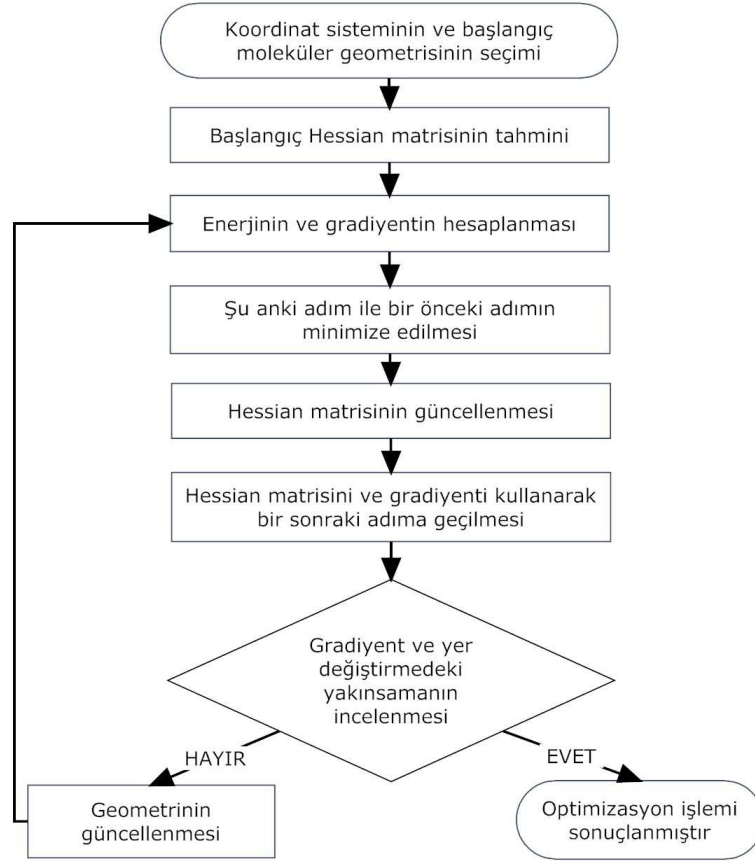 Koordinat sisteminin ve başlangıç
moleküler geometrisinin seçimi
Başlangıç Hessian matrisinin tahmini
Enerjinin ve gradiyentin hesaplanması
Şu anki adım ile bir önceki adımın
minimize edilmesi
Hessian matrisinin güncellenmesi
Hessian matrisini ve gradiyenti kullanarak
bir sonraki adıma geçilmesi
Gradiyent ve yer
değiştirmedeki
yakınsamanın
incelenmesi
HAYIR
EVET
Geometrinin
güncellenmesi
Optimizasyon işlemi
sonuçlanmıştır